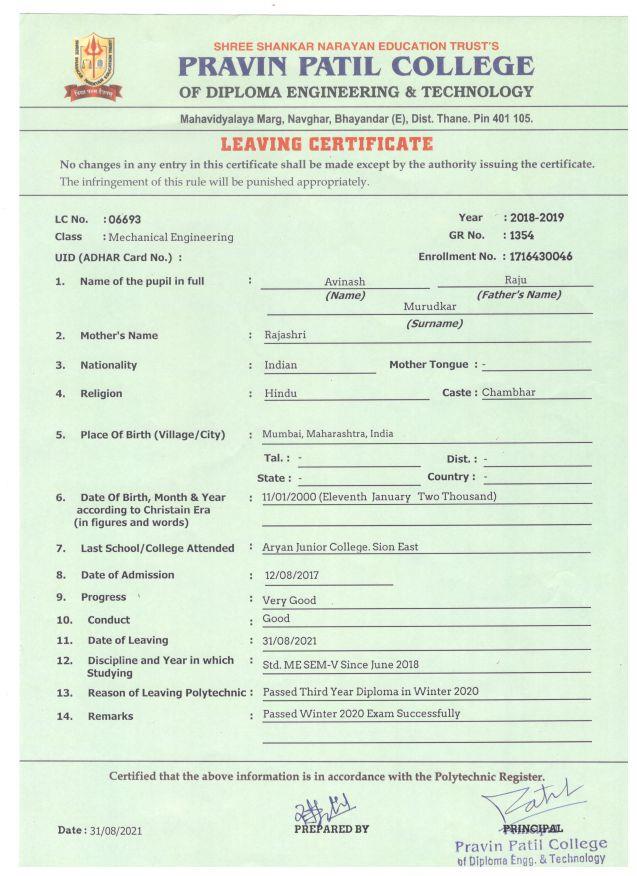 SHREE SHANKAR NARAYAN EDUCATION TRUST'S
PRAVIN PATIL COLLEGE
OF DIPLOMA ENGINEERING & TECHNOLOGY
Mahavidyalaya Marg, Navghar, Bhayandar (E), Dist. Thane. Pin 401 105.
LEAVING CERTIFICATE
No changes in any entry in this certificate shall be made except by the authority issuing the certificate.
The infringement of this rule will be punished appropriately.
LC No. : 06693 Year : 2018-2019
Class : Mechanical Engineering GR No. : 1354
UID (ADHAR Card No.) : Enrollment No. : 1716430046
1. Name of the pupil in full : Avinash Raju
(Name) (Father's Name)
Murudkar
(Surname)
2. Mother's Name : Rajashri
3. Nationality : Indian Mother Tongue : -
4. Religion : Hindu Caste : Chambhar
5. Place Of Birth (Village/City) : Mumbai, Maharashtra, India
Tal. : - Dist. : -
State : - Country : -
6. Date Of Birth, Month & Year : 11/01/2000 (Eleventh January Two Thousand)
according to Christain Era
(in figures and words)
7. Last School/College Attended : Aryan Junior College. Sion East
8. Date of Admission : 12/08/2017
9. Progress : Very Good
10. Conduct : Good
11. Date of Leaving : 31/08/2021
12. Discipline and Year in which : Std. ME SEM-V Since June 2018
Studying
13. Reason of Leaving Polytechnic : Passed Third Year Diploma in Winter 2020
14. Remarks : Passed Winter 2020 Exam Successfully
Certified that the above information is in accordance with the Polytechnic Register.
Patil
Date : 31/08/2021 PREPARED BY PRINCIPAL
Principal
Pravin Patil College
of Diploma Engg. & Technology